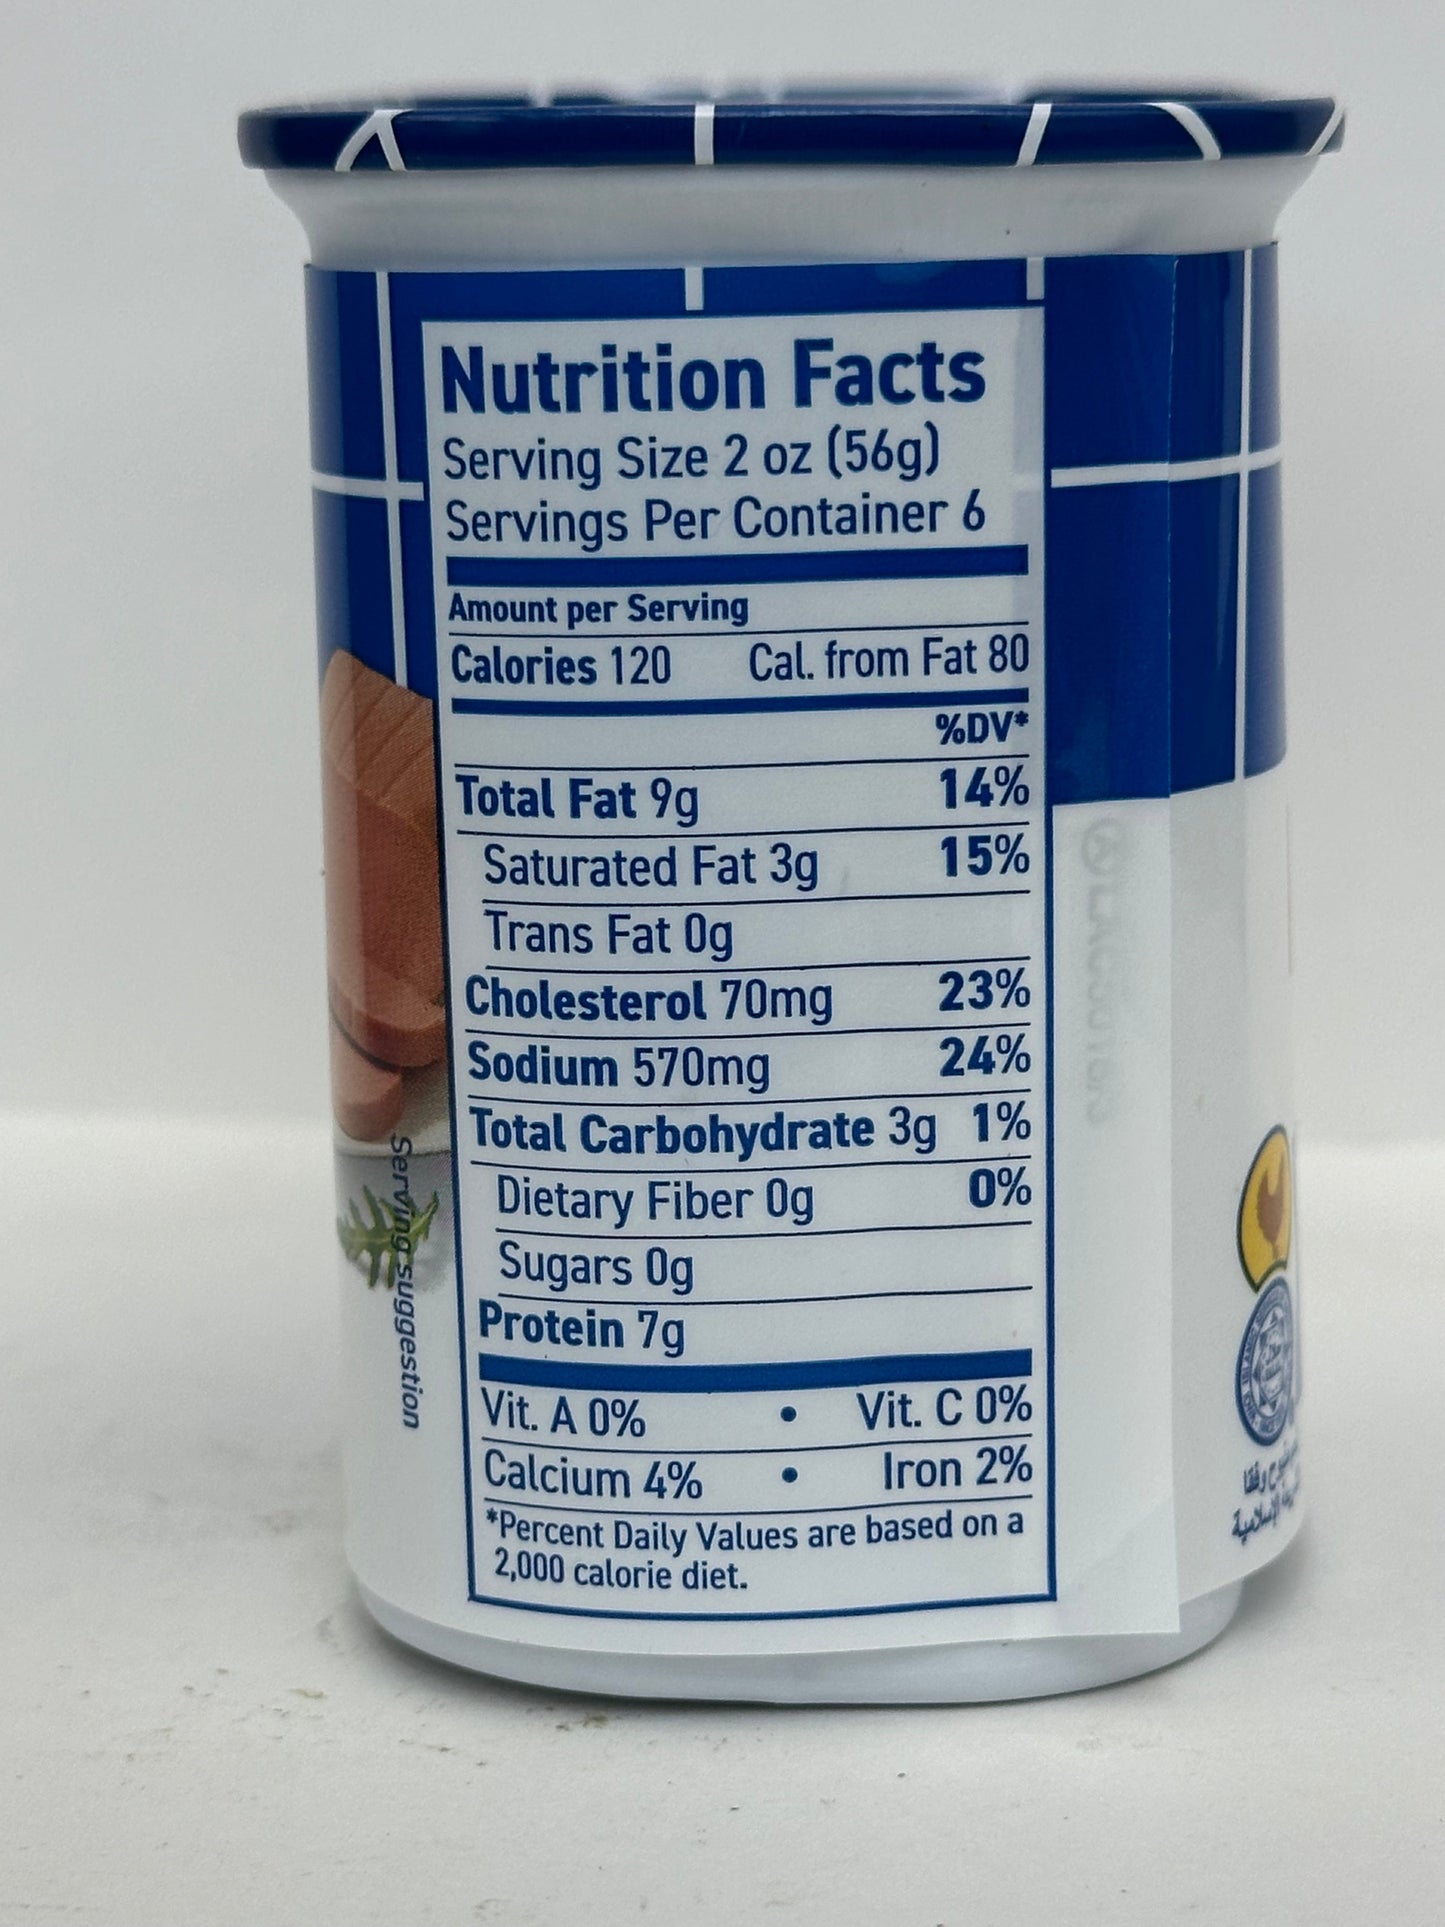 Nutrition Facts
Serving Size 2 oz (56g)
Servings Per Container 6
Amount per Serving
Calories 120 Cal. from Fat 80
%DV*
Total Fat 9g 14%
Saturated Fat 3g 15%
Trans Fat 0g
Cholesterol 70mg 23%
Sodium 570mg 24%
Total Carbohydrate 3g 1%
Dietary Fiber 0g 0%
Sugars 0g
Protein 7g
Vit. A 0% • Vit. C 0%
Calcium 4% • Iron 2%
*Percent Daily Values are based on a
2,000 calorie diet.
Serving suggestion